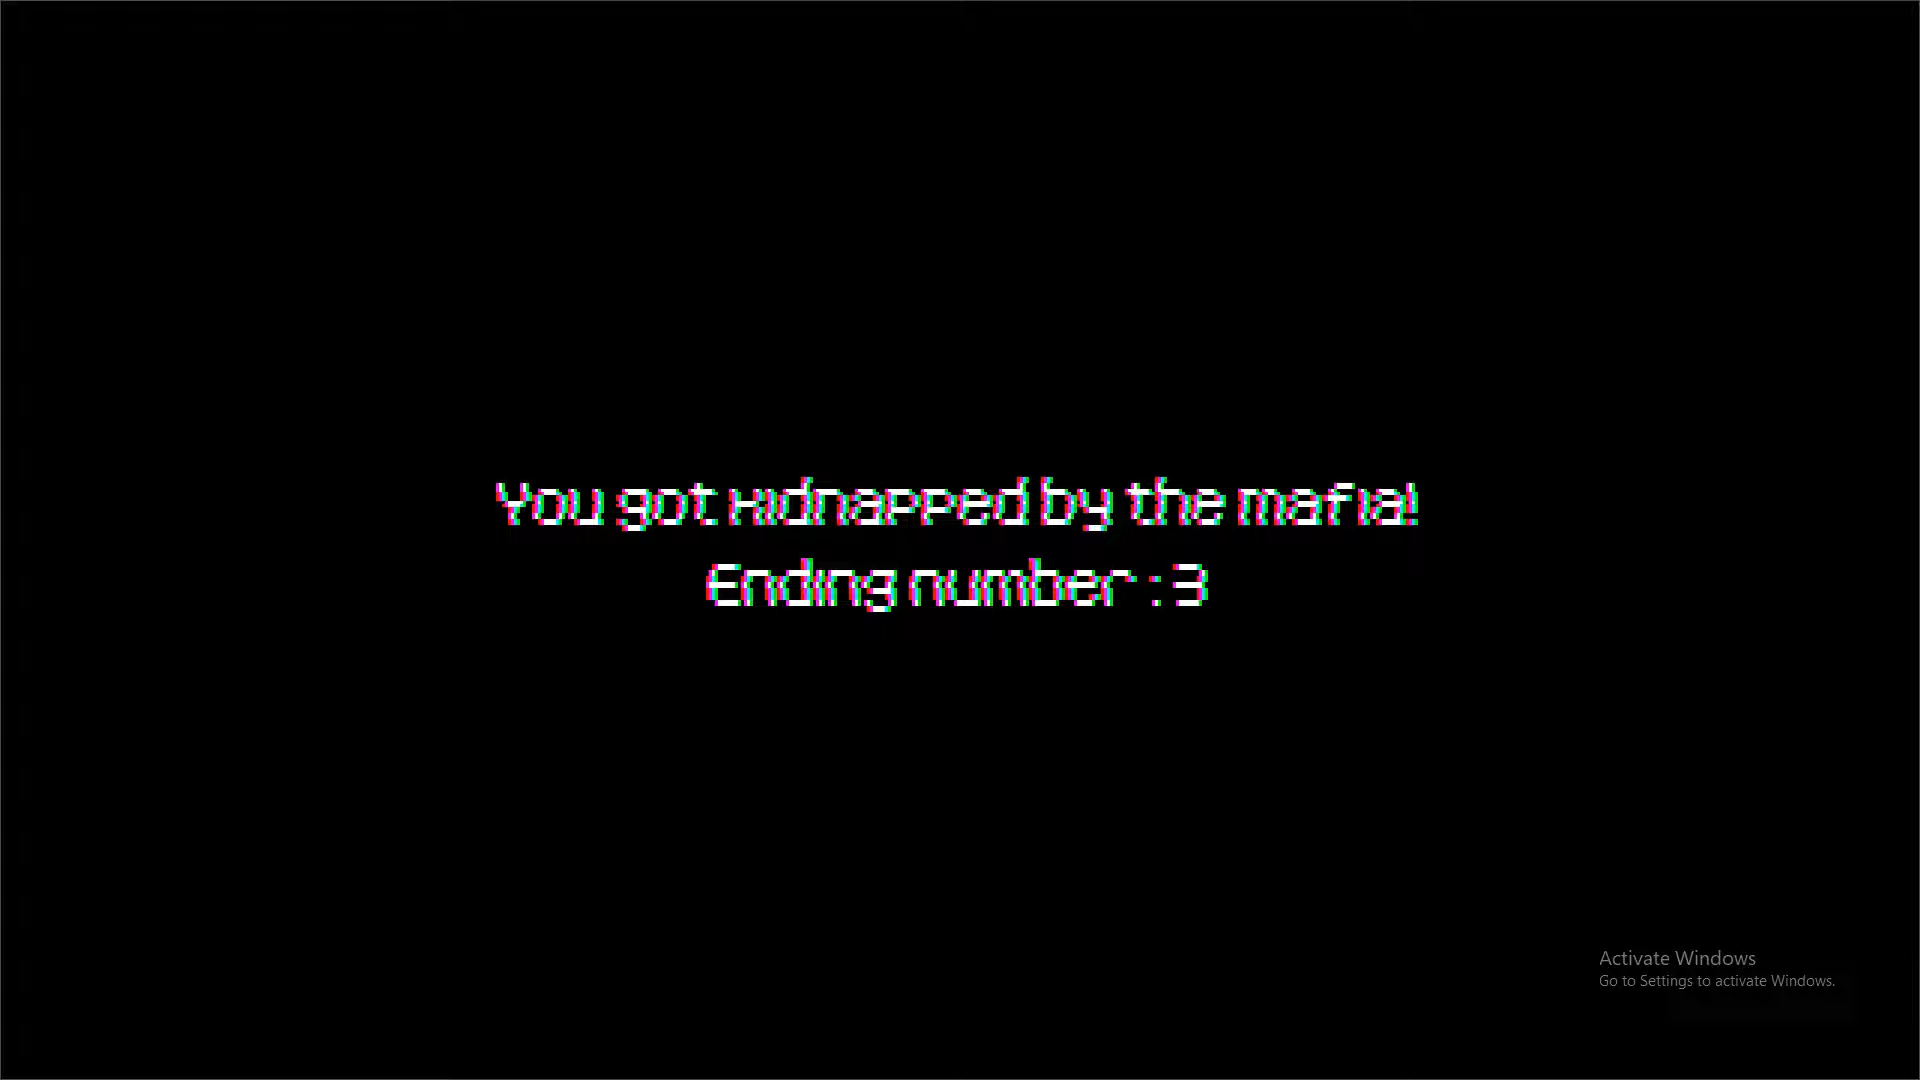 You got kidnapped by the mafia!
Ending number : 3
Activate Windows
Go to Settings to activate Windows.